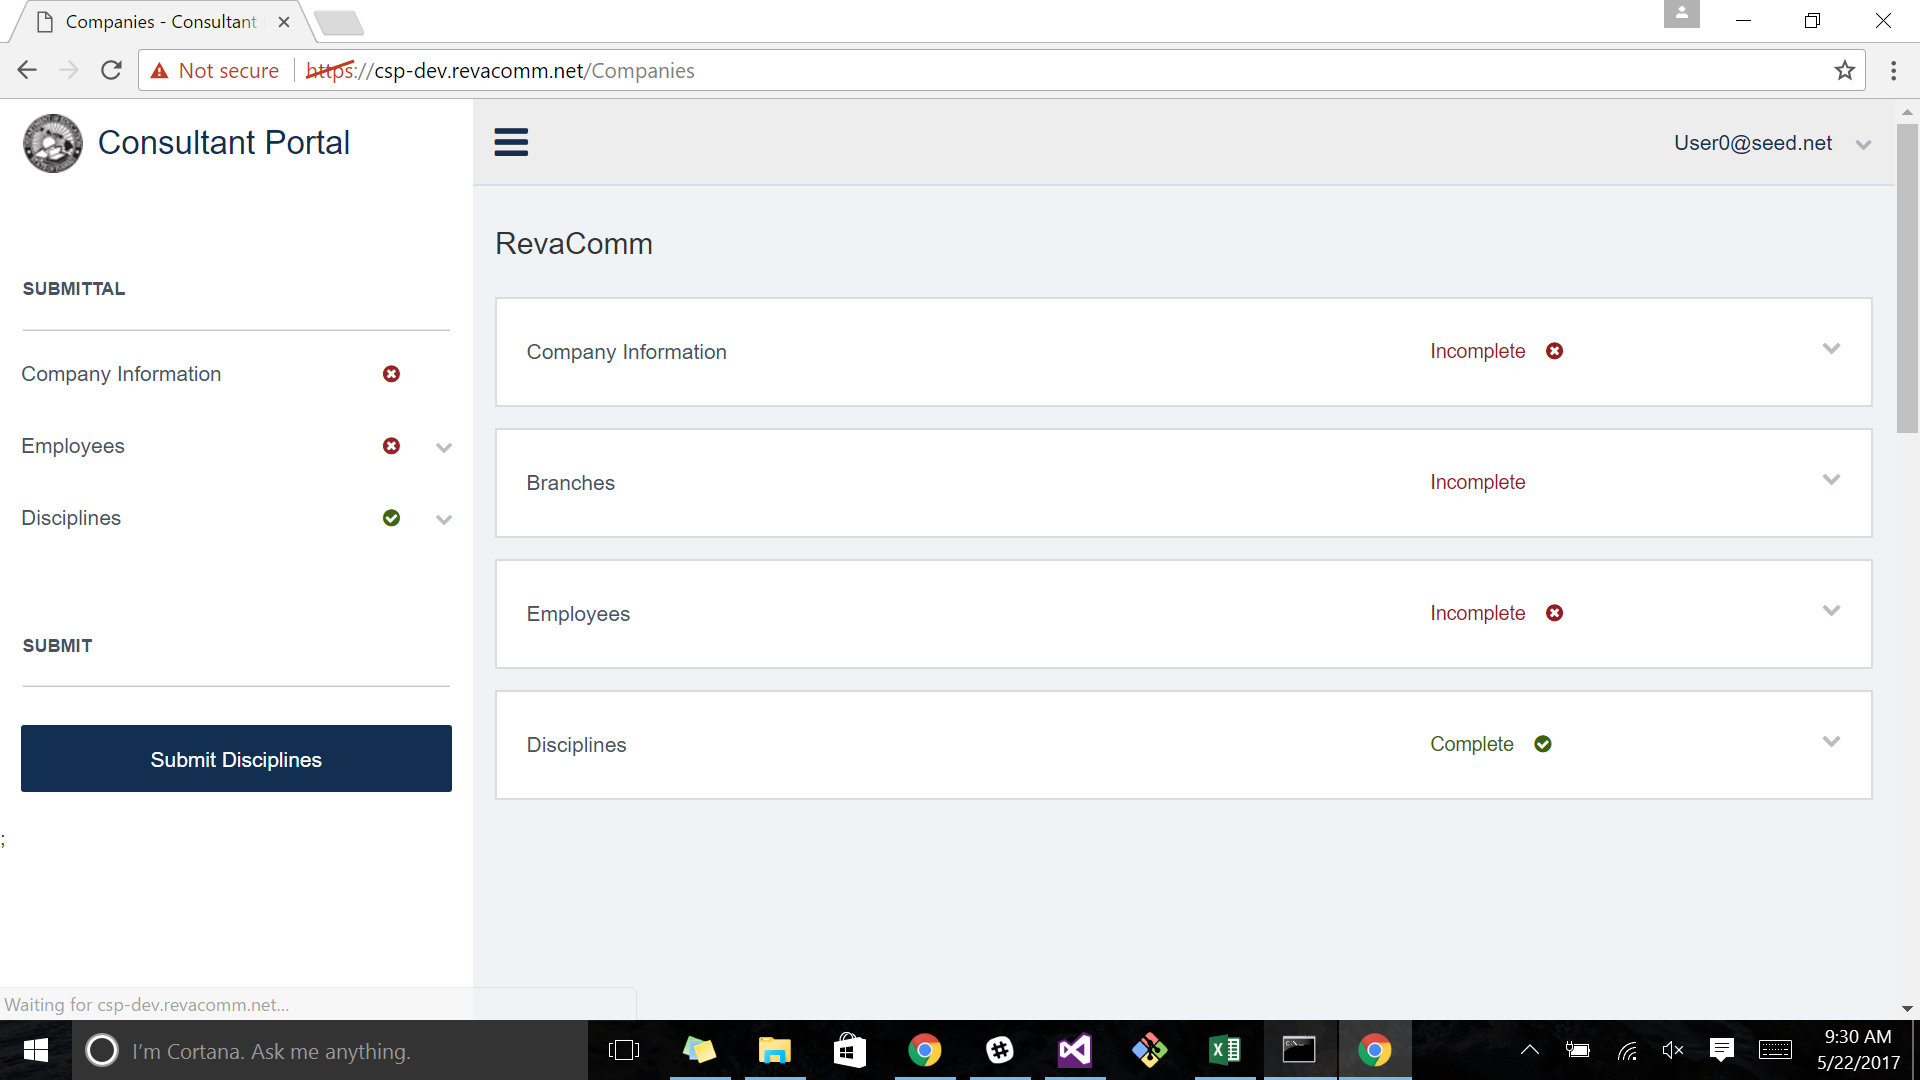 Companies - Consultant
Not secure
https://csp-dev.revacomm.net/Companies
Consultant Portal
User0@seed.net
SUBMITTAL
Company Information
Employees
Disciplines
SUBMIT
Submit Disciplines
;
RevaComm
Company Information Incomplete
Branches Incomplete
Employees Incomplete
Disciplines Complete
Waiting for csp-dev.revacomm.net...
I'm Cortana. Ask me anything.
9:30 AM
5/22/2017